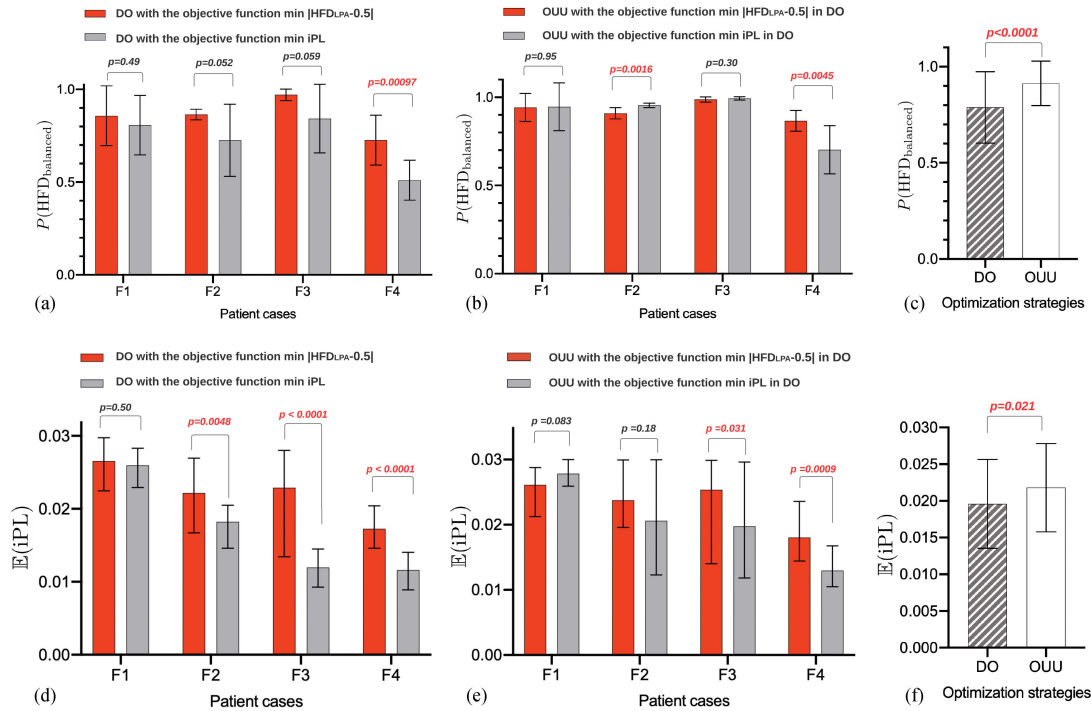 DO with the objective function min |HFDLPA-0.5|
DO with the objective function min iPL
p=0.49
p=0.052
p=0.059
p=0.00097
1.0
0.5
0.0
P(HFDbalanced)
F1
F2
F3
F4
(a)
Patient cases
OUU with the objective function min |HFDLPA-0.5| in DO
OUU with the objective function min iPL in DO
p=0.95
p=0.0016
p=0.30
p=0.0045
1.0
0.5
0.0
P(HFDbalanced)
F1
F2
F3
F4
(b)
Patient cases
p<0.0001
1.0
0.5
0.0
P(HFDbalanced)
DO
OUU
(c)
Optimization strategies
DO with the objective function min |HFDLPA-0.5|
DO with the objective function min iPL
p=0.50
p=0.0048
p < 0.0001
p < 0.0001
0.03
0.02
0.01
0.00
𝔼(iPL)
F1
F2
F3
F4
(d)
Patient cases
OUU with the objective function min |HFDLPA-0.5| in DO
OUU with the objective function min iPL in DO
p =0.083
p =0.18
p =0.031
p =0.0009
0.03
0.02
0.01
0.00
𝔼(iPL)
F1
F2
F3
F4
(e)
Patient cases
p=0.021
0.030
0.025
0.020
0.015
0.010
0.005
0.000
𝔼(iPL)
DO
OUU
(f)
Optimization strategies